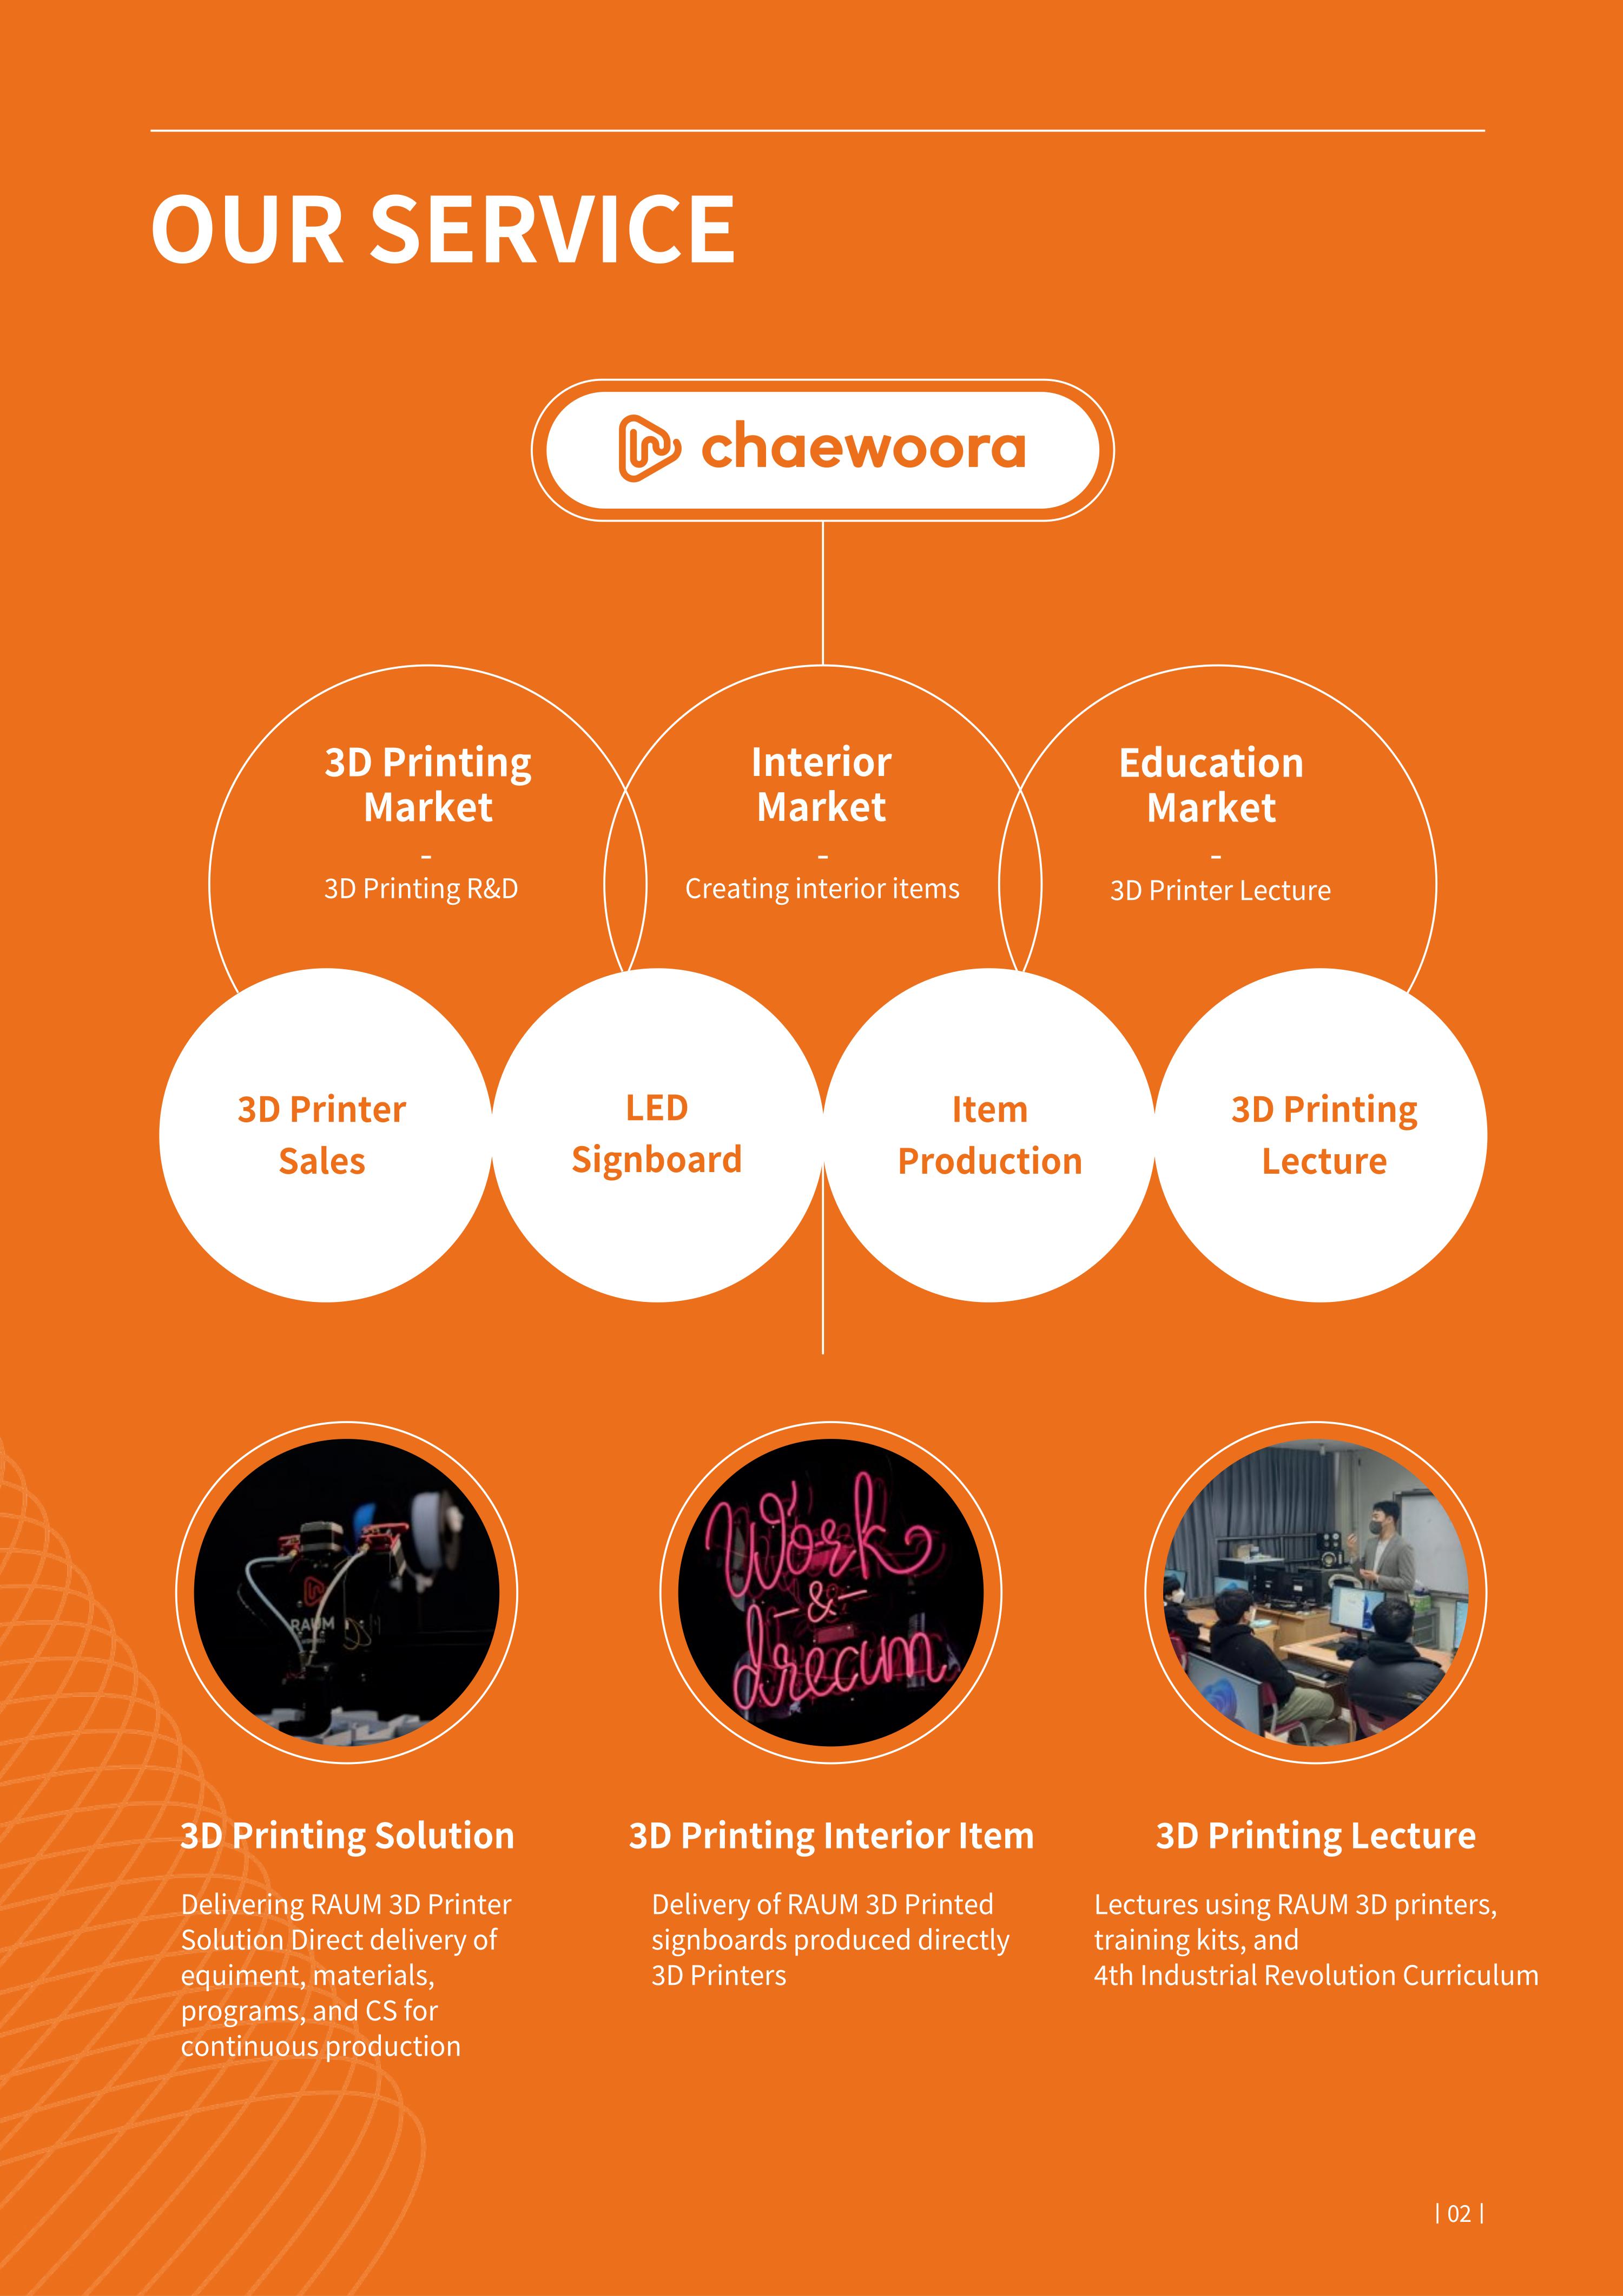 OUR SERVICE
chaewoora
3D Printing
Market
-
3D Printing R&D
Interior
Market
-
Creating interior items
Education
Market
-
3D Printer Lecture
3D Printer
Sales
LED
Signboard
Item
Production
3D Printing
Lecture
RAUM
Work
&
dream
3D Printing Solution
Delivering RAUM 3D Printer
Solution Direct delivery of
equiment, materials,
programs, and CS for
continuous production
3D Printing Interior Item
Delivery of RAUM 3D Printed
signboards produced directly
3D Printers
3D Printing Lecture
Lectures using RAUM 3D printers,
training kits, and
4th Industrial Revolution Curriculum
| 02 |